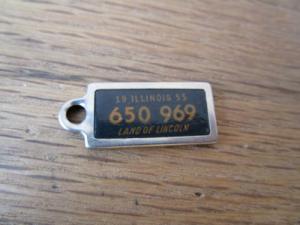 19 ILLINOIS 55
650 969
LAND OF LINCOLN